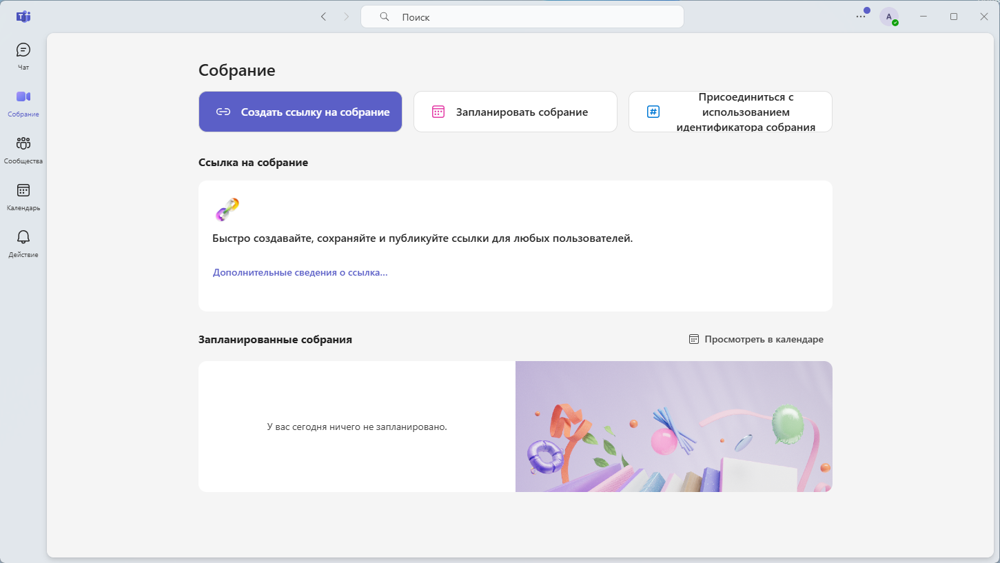 Поиск
A
Чат
Собрание
Сообщества
Календарь
Действие
Собрание
Создать ссылку на собрание
Запланировать собрание
Присоединиться с
использованием
идентификатора собрания
Ссылка на собрание
Быстро создавайте, сохраняйте и публикуйте ссылки для любых пользователей.
Дополнительные сведения о ссылка...
Запланированные собрания
Просмотреть в календаре
У вас сегодня ничего не запланировано.